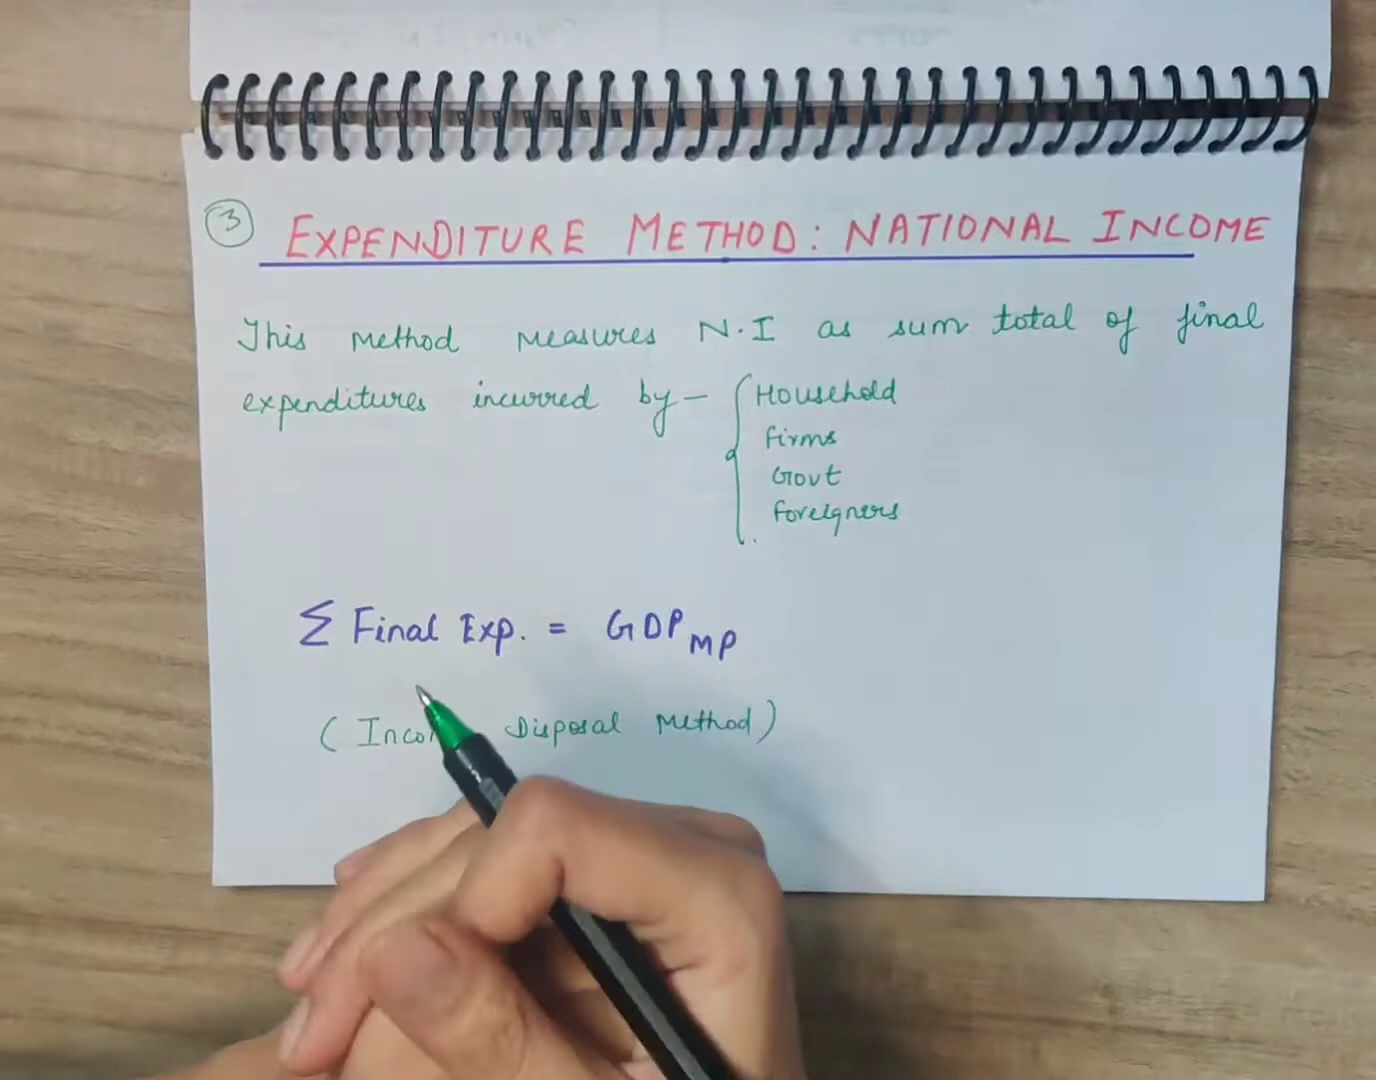 3 EXPENDITURE METHOD: NATIONAL INCOME
This method measures N.I as sum total of final
expenditures incurred by - { Household
Firms
Govt
Foreigners
Σ Final Exp. = GDP MP
( Disposal Method )